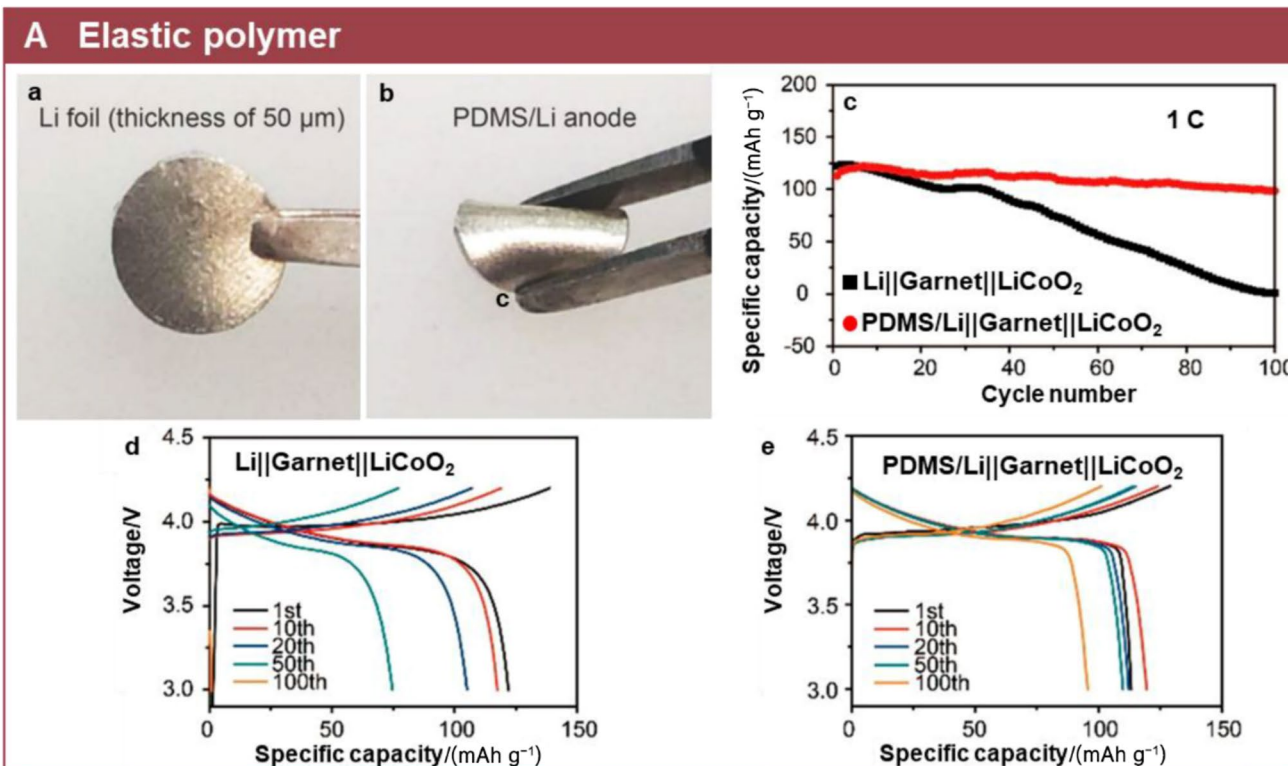 A Elastic polymer
a
Li foil (thickness of 50 μm)
b
PDMS/Li anode
c
c
1 C
Specific capacity/(mAh g⁻¹)
200
150
100
50
0
-50
Li||Garnet||LiCoO₂
PDMS/Li||Garnet||LiCoO₂
0
20
40
60
80
100
Cycle number
d
Li||Garnet||LiCoO₂
Voltage/V
4.5
4.0
3.5
3.0
1st
10th
20th
50th
100th
0
50
100
150
Specific capacity/(mAh g⁻¹)
e
PDMS/Li||Garnet||LiCoO₂
Voltage/V
4.5
4.0
3.5
3.0
1st
10th
20th
50th
100th
0
50
100
150
Specific capacity/(mAh g⁻¹)